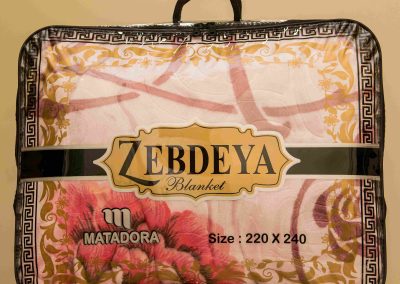 ZEBDEYA
Blanket
m
MATADORA
Size : 220 X 240